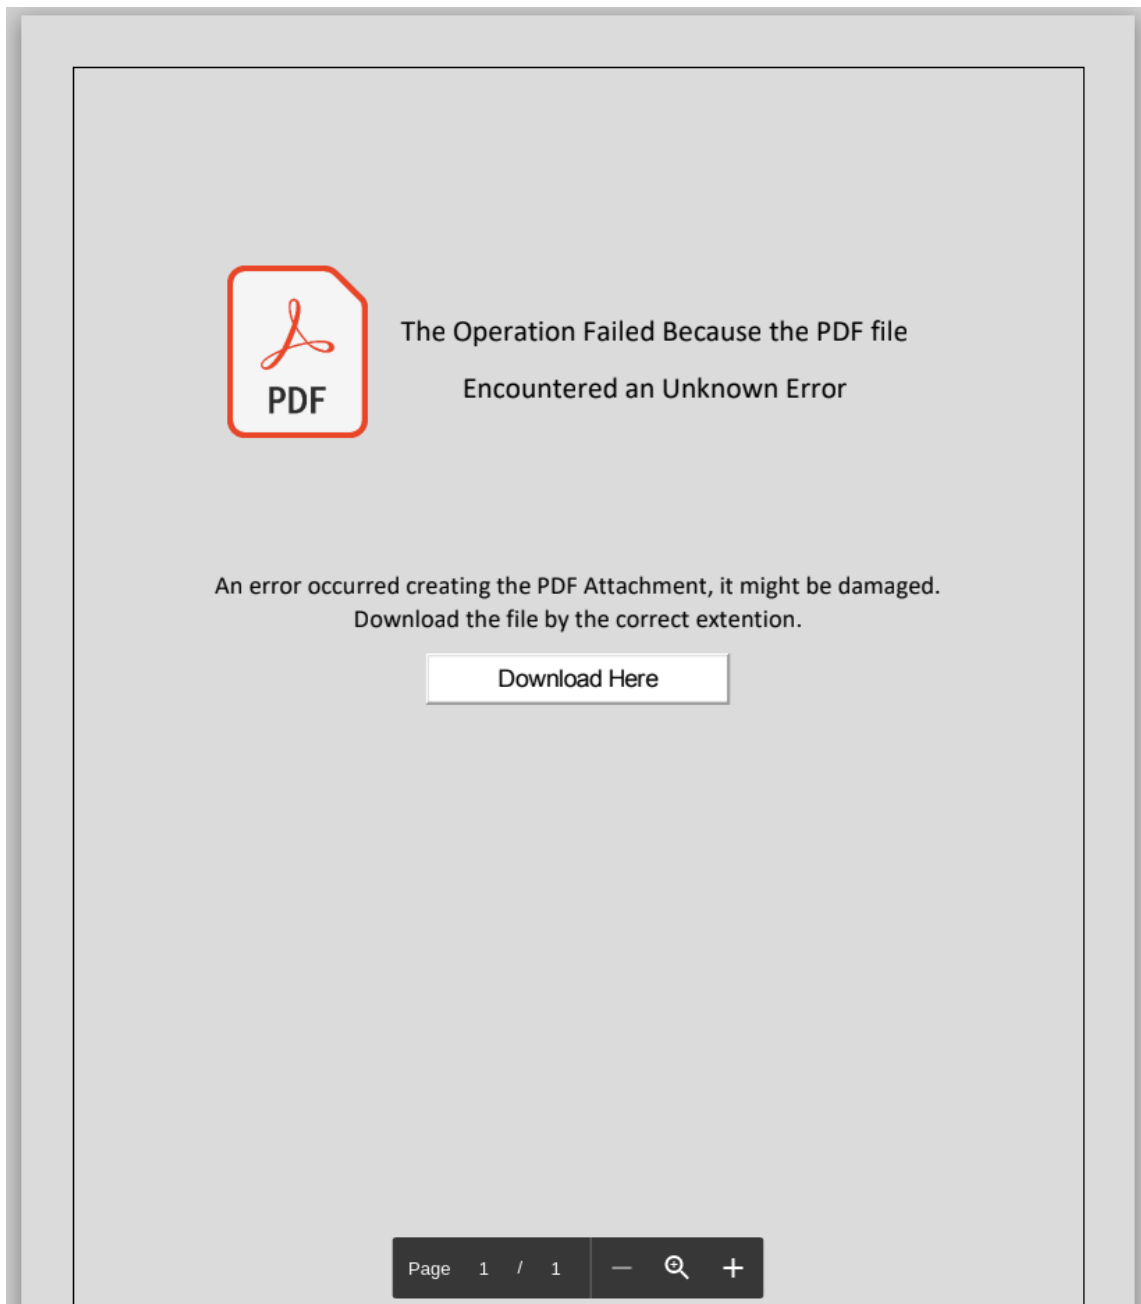 PDF
The Operation Failed Because the PDF file
Encountered an Unknown Error
An error occurred creating the PDF Attachment, it might be damaged.
Download the file by the correct extention.
Download Here
Page 1 / 1